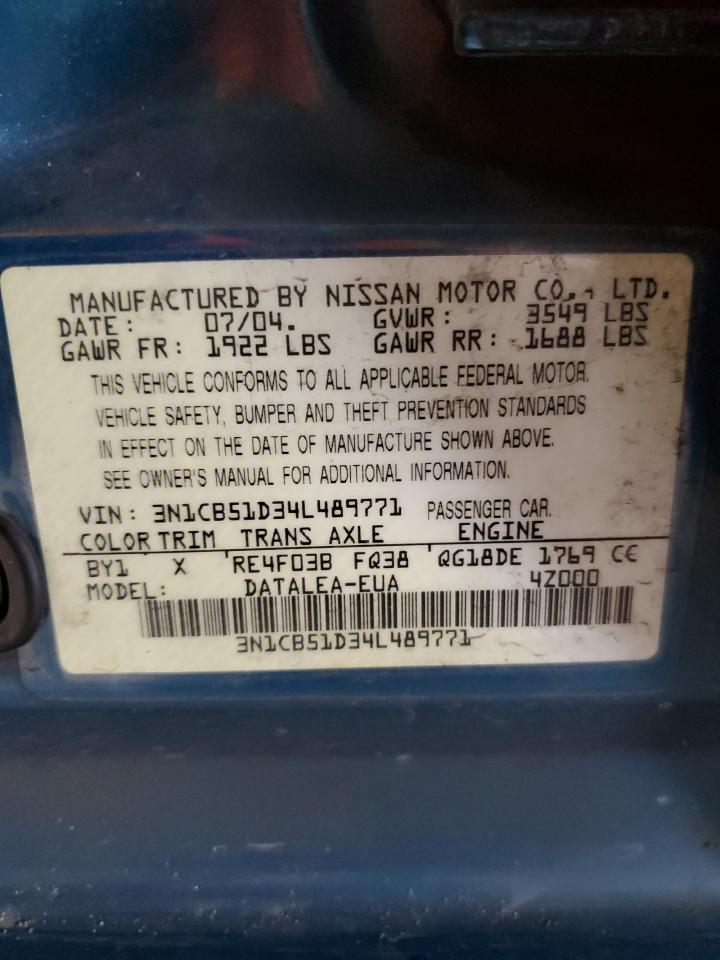 MANUFACTURED BY NISSAN MOTOR CO., LTD.
DATE: 07/04. GVWR: 3549 LBS
GAWR FR: 1922 LBS GAWR RR: 1688 LBS
THIS VEHICLE CONFORMS TO ALL APPLICABLE FEDERAL MOTOR.
VEHICLE SAFETY, BUMPER AND THEFT PREVENTION STANDARDS
IN EFFECT ON THE DATE OF MANUFACTURE SHOWN ABOVE.
SEE OWNER'S MANUAL FOR ADDITIONAL INFORMATION.
VIN: 3N1CB51D34L489771 PASSENGER CAR.
COLOR TRIM TRANS AXLE ENGINE
BY1 X RE4F03B FQ38 QG18DE 1769 CC
MODEL: DATALEA-EUA 4Z000
3N1CB51D34L489771